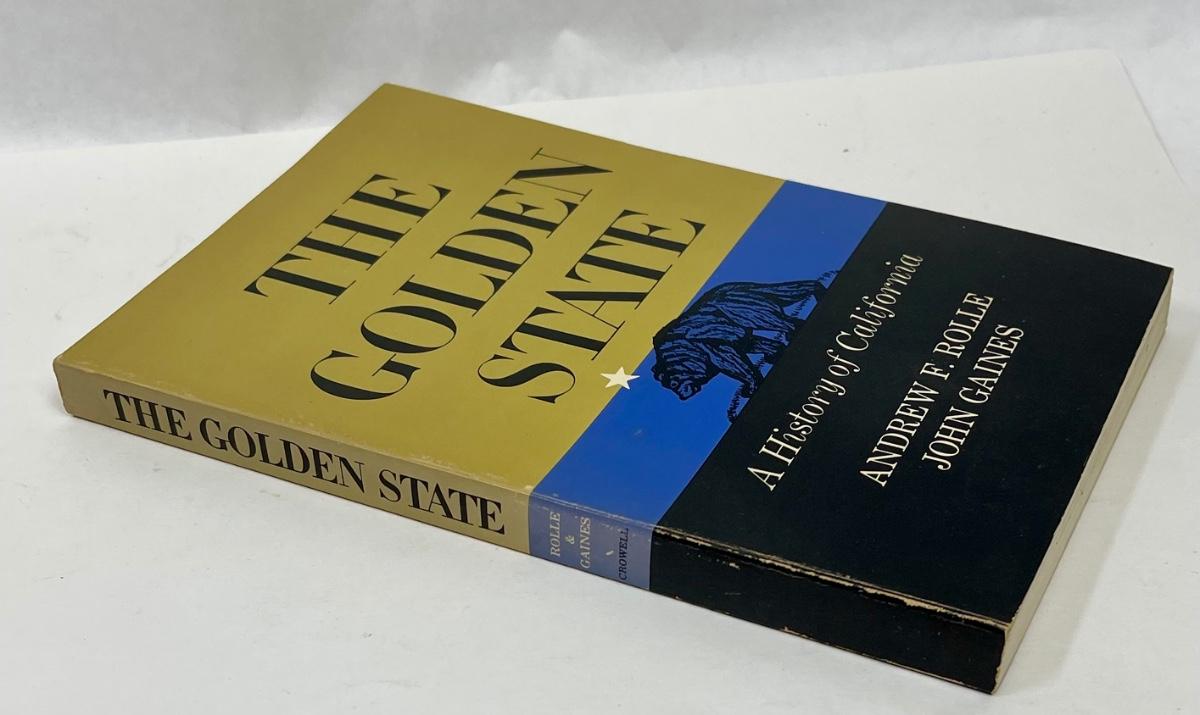 THE
GOLDEN
STATE
A History of California
ANDREW F. ROLLE
JOHN GAINES
THE GOLDEN STATE
ROLLE
&
GAINES
CROWELL